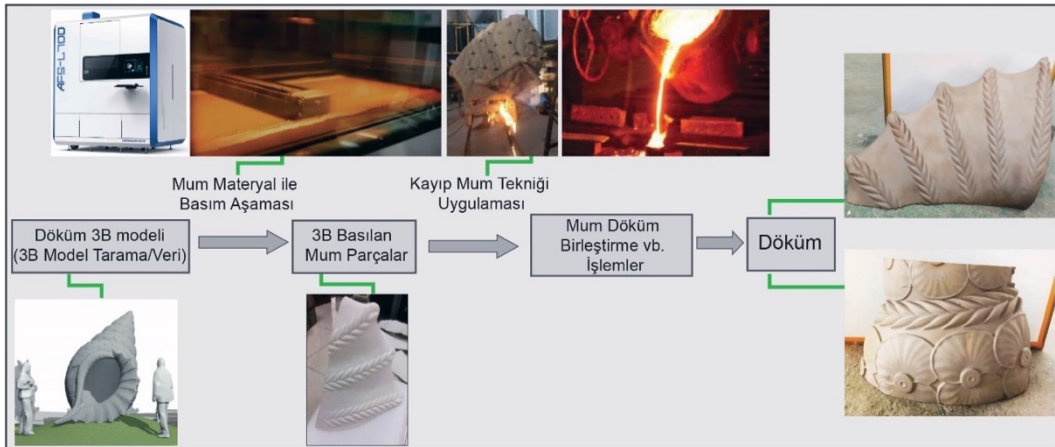 AFS-L700
Mum Materyal ile
Basım Aşaması
Kayıp Mum Tekniği
Uygulaması
Döküm 3B modeli
(3B Model Tarama/Veri)
3B Basılan
Mum Parçalar
Mum Döküm
Birleştirme vb.
İşlemler
Döküm